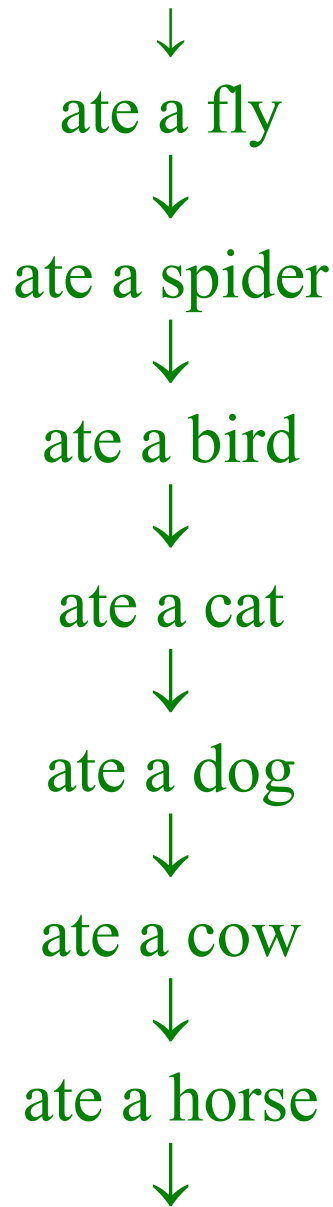 ↓
ate a fly
↓
ate a spider
↓
ate a bird
↓
ate a cat
↓
ate a dog
↓
ate a cow
↓
ate a horse
↓